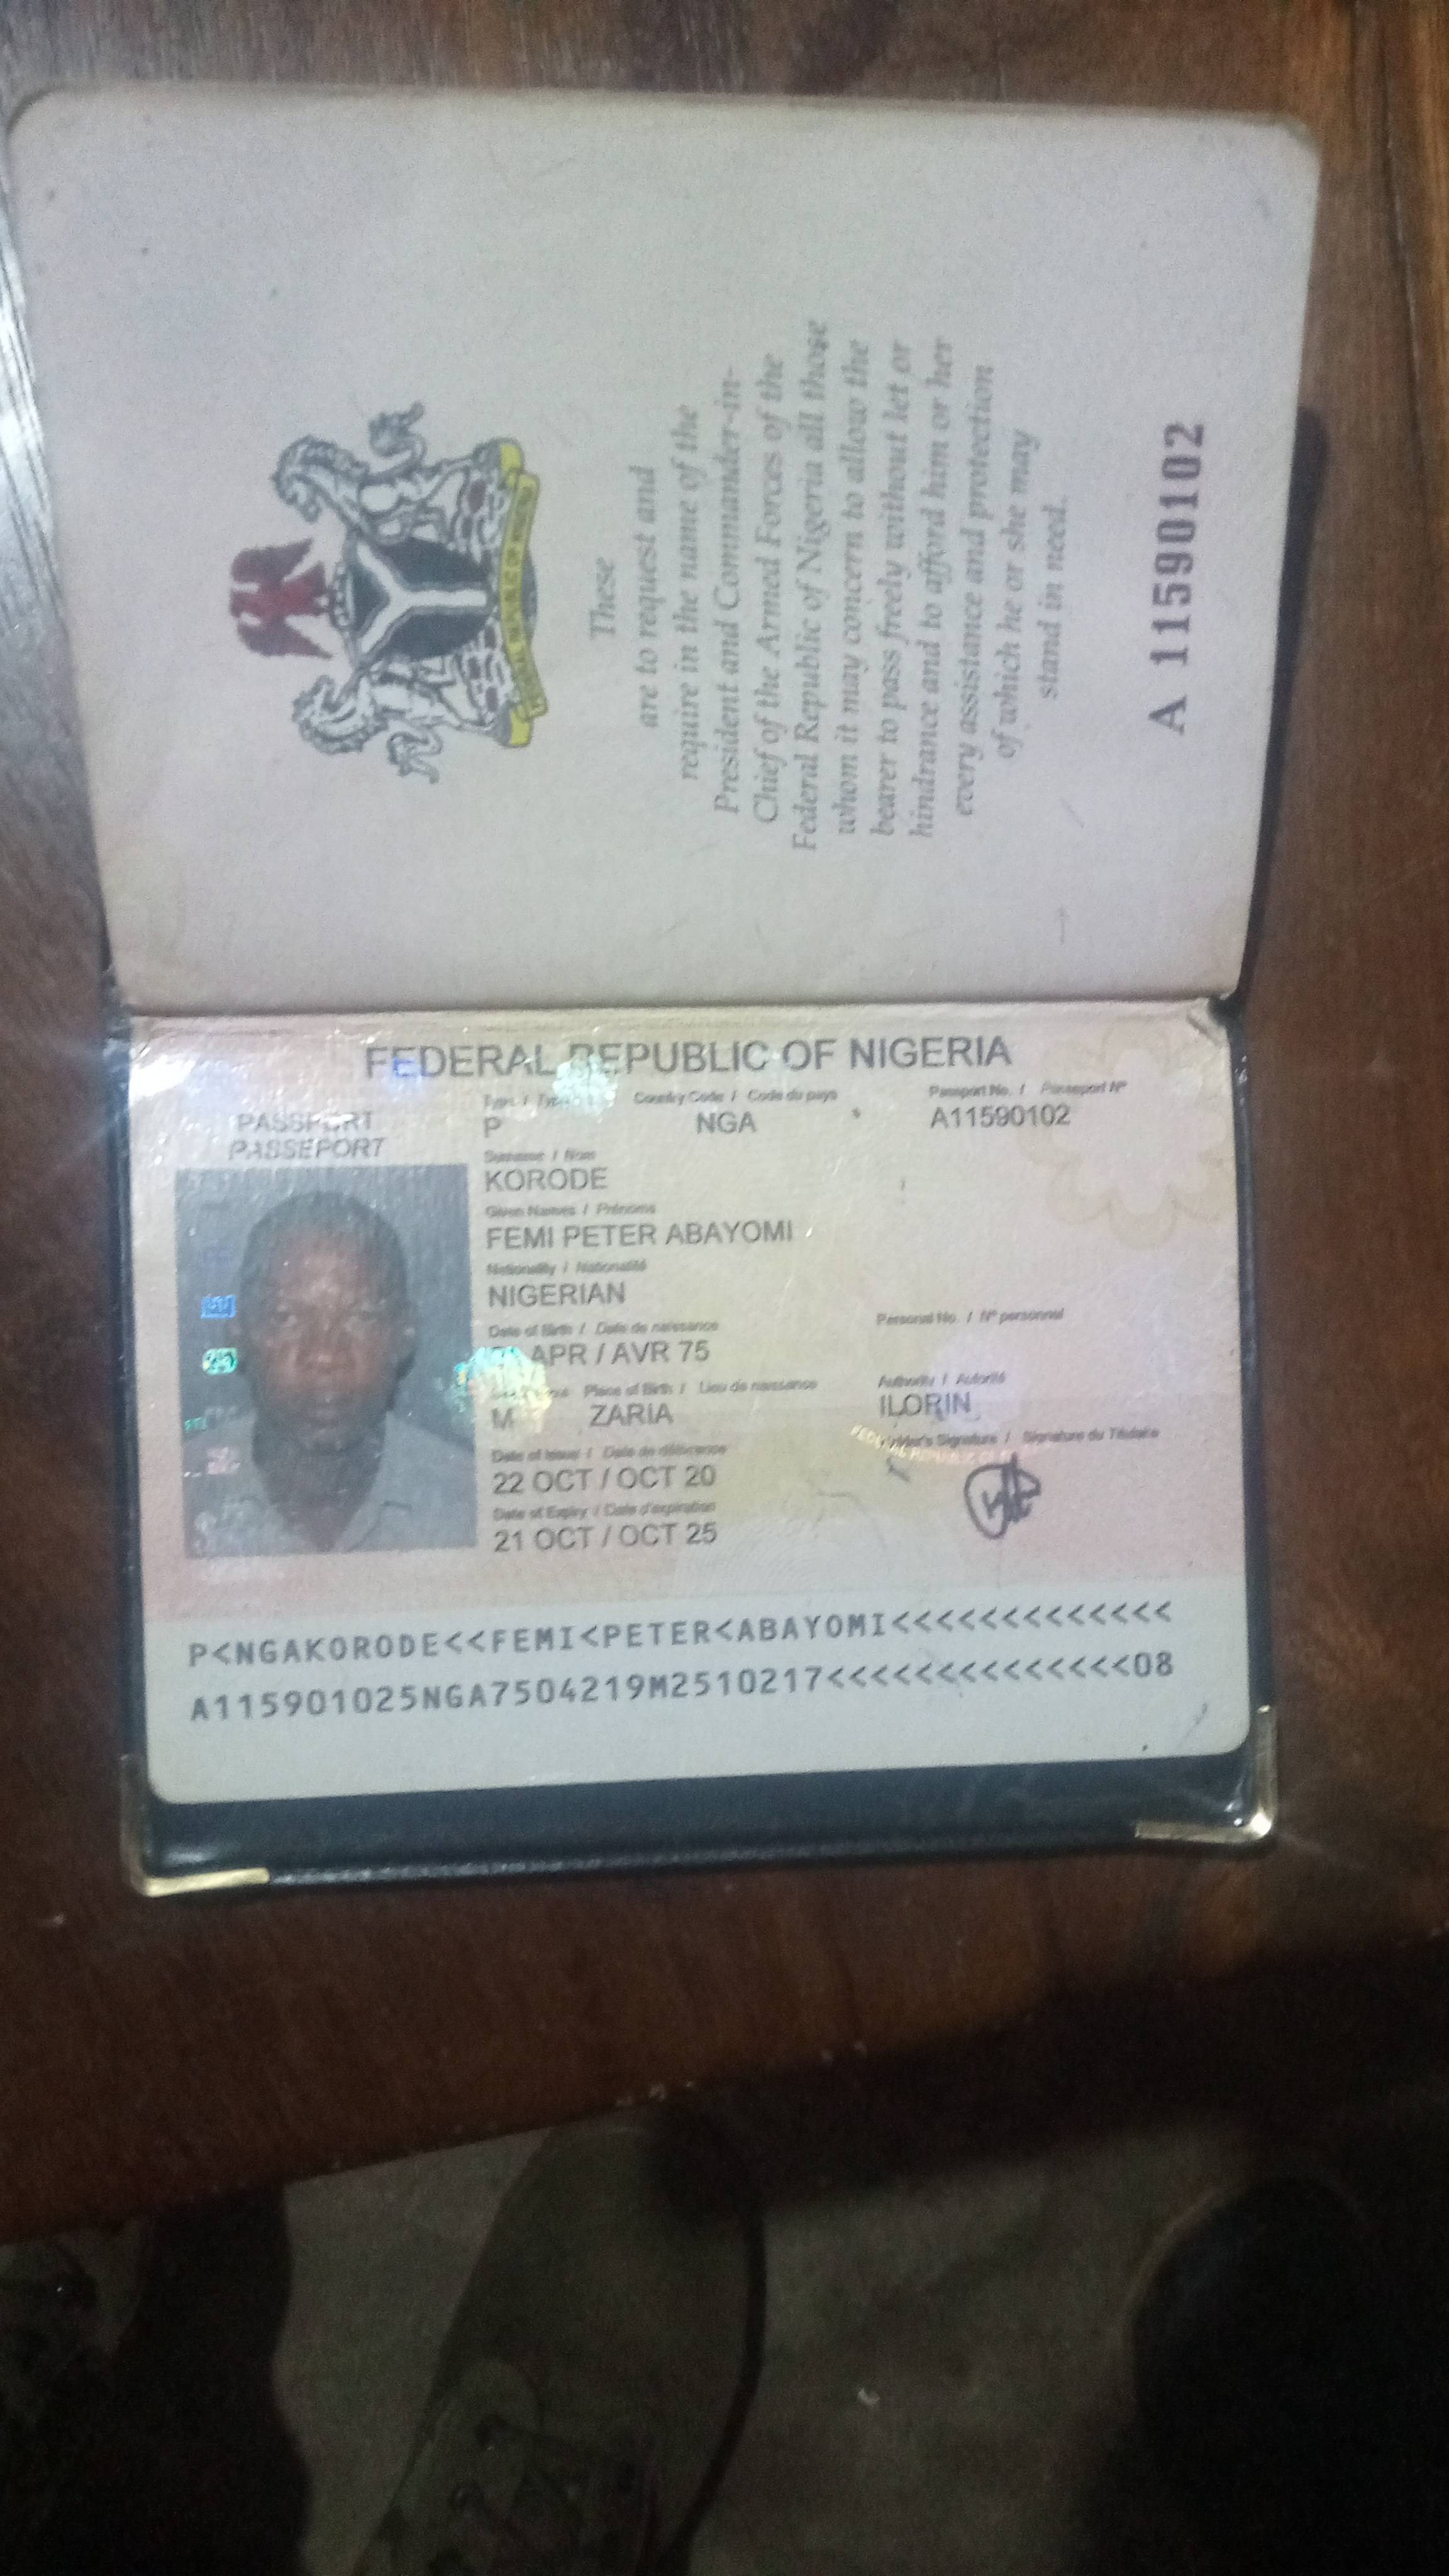 These
are to request and
require in the name of the
President and Commander-in-
Chief of the Armed Forces of the
Federal Republic of Nigeria all those
whom it may concern to allow the
bearer to pass freely without let or
hindrance and to afford him or her
every assistance and protection
of which he or she may
stand in need.
A 11590102
FEDERAL REPUBLIC OF NIGERIA
PASSPORT
PASSEPORT
Country Code / Code du pays
Passport No. / Passeport Nº
P NGA A11590102
Surname / Nom
KORODE
Given Names / Prénoms
FEMI PETER ABAYOMI
Nationality / Nationalité
NIGERIAN
Date of Birth / Date de naissance
Personal No. / Nº personnel
APR / AVR 75
Place of Birth / Lieu de naissance
Authority / Autorité
M ZARIA ILORIN
Date of Issue / Date de délivrance
Holder's Signature / Signature du Titulaire
22 OCT / OCT 20
Date of Expiry / Date d'expiration
21 OCT / OCT 25
P<NGAKORODE<<FEMI<PETER<ABAYOMI<<<<<<<<<<<<<
A115901025NGA7504219M2510217<<<<<<<<<<<<<<08